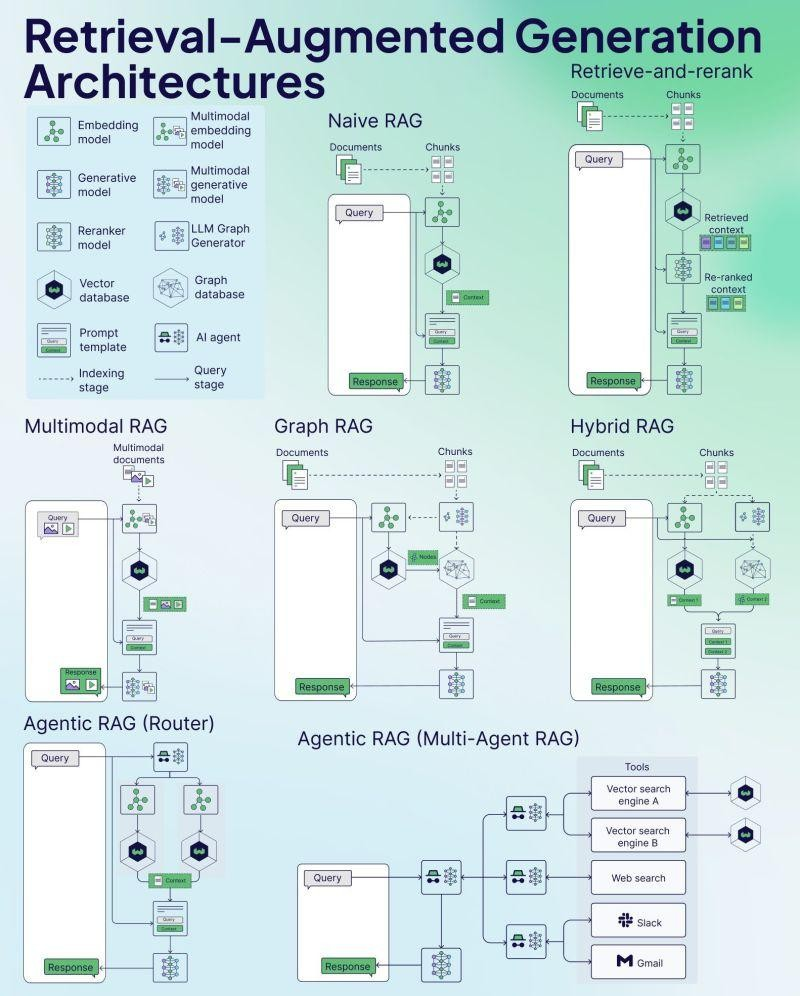 Retrieval-Augmented Generation
Architectures
Embedding
model
Multimodal
embedding
model
Generative
model
Multimodal
generative
model
Reranker
model
LLM Graph
Generator
Vector
database
Graph
database
Query
Context
Prompt
template
AI agent
Indexing
stage
Query
stage
Naive RAG
Documents
Chunks
Query
Context
Query
Context
Response
Retrieve-and-rerank
Documents
Chunks
Query
Retrieved
context
Re-ranked
context
Query
Context
Response
Multimodal RAG
Multimodal
documents
Query
Query
Context
Response
Graph RAG
Documents
Chunks
Query
Nodes
Context
Query
Context
Response
Hybrid RAG
Documents
Chunks
Query
Context 1
Context 2
Query
Context 1
Context 2
Response
Agentic RAG (Router)
Query
Context
Query
Context
Response
Agentic RAG (Multi-Agent RAG)
Tools
Vector search
engine A
Vector search
engine B
Query
Web search
Slack
Gmail
Response